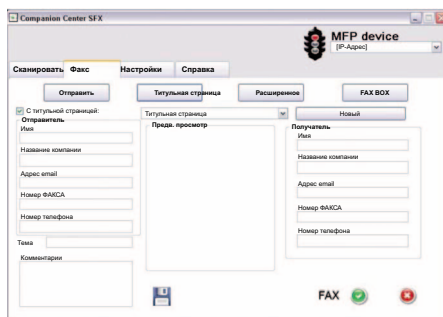 Companion Center SFX
MFP device
[IP-Адрес]
Сканировать Факс Настройки Справка
Отправить Титульная страница Расширенное FAX BOX
С титульной страницей: Титульная страница Новый
Отправитель Предв. просмотр Получатель
Имя Имя
Название компании Название компании
Адрес email Адрес email
Номер ФАКСА Номер ФАКСА
Номер телефона Номер телефона
Тема
Комментарии
FAX